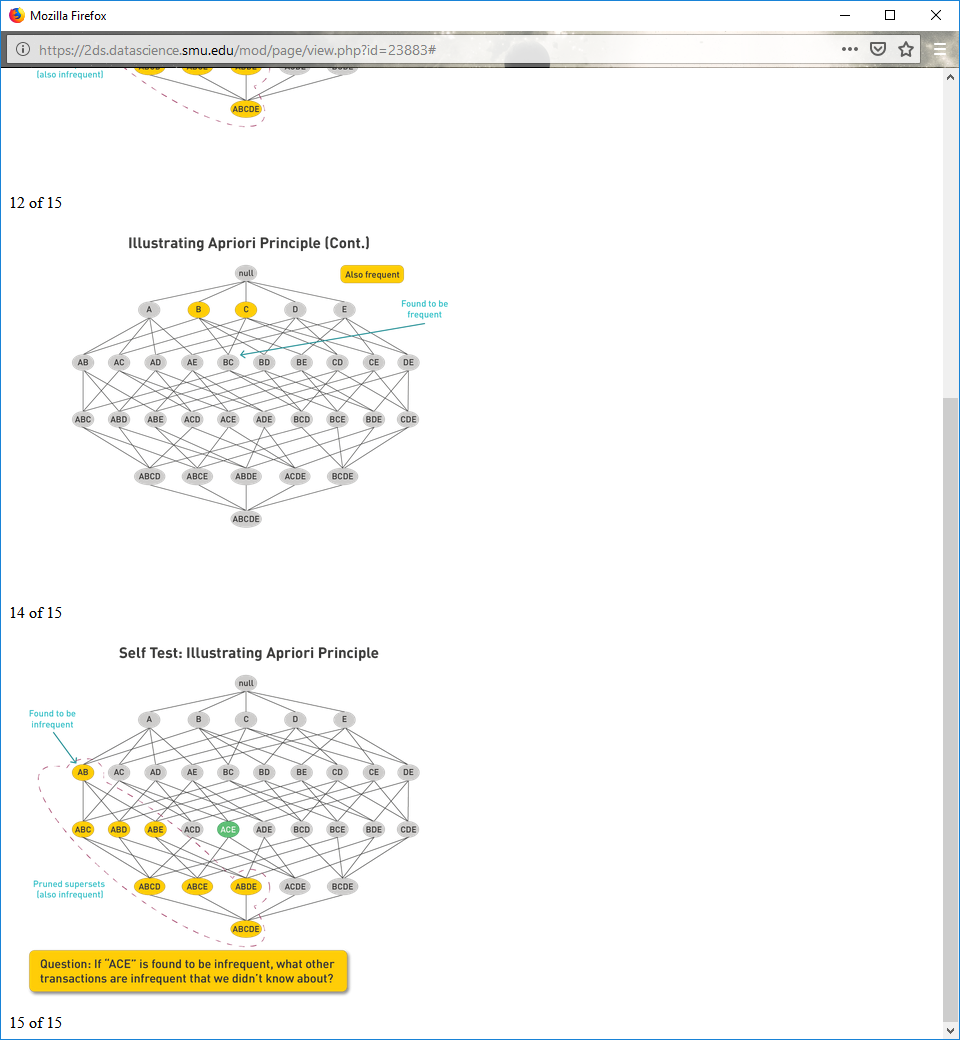 Mozilla Firefox
https://2ds.datascience.smu.edu/mod/page/view.php?id=23883#
(also infrequent)
ABCD ABCE ABDE ACDE BCDE
ABCDE
12 of 15
Illustrating Apriori Principle (Cont.)
null
Also frequent
Found to be
frequent
A B C D E
AB AC AD AE BC BD BE CD CE DE
ABC ABD ABE ACD ACE ADE BCD BCE BDE CDE
ABCD ABCE ABDE ACDE BCDE
ABCDE
14 of 15
Self Test: Illustrating Apriori Principle
null
Found to be
infrequent
A B C D E
AB AC AD AE BC BD BE CD CE DE
ABC ABD ABE ACD ACE ADE BCD BCE BDE CDE
Pruned supersets
(also infrequent)
ABCD ABCE ABDE ACDE BCDE
ABCDE
Question: If “ACE” is found to be infrequent, what other
transactions are infrequent that we didn’t know about?
15 of 15